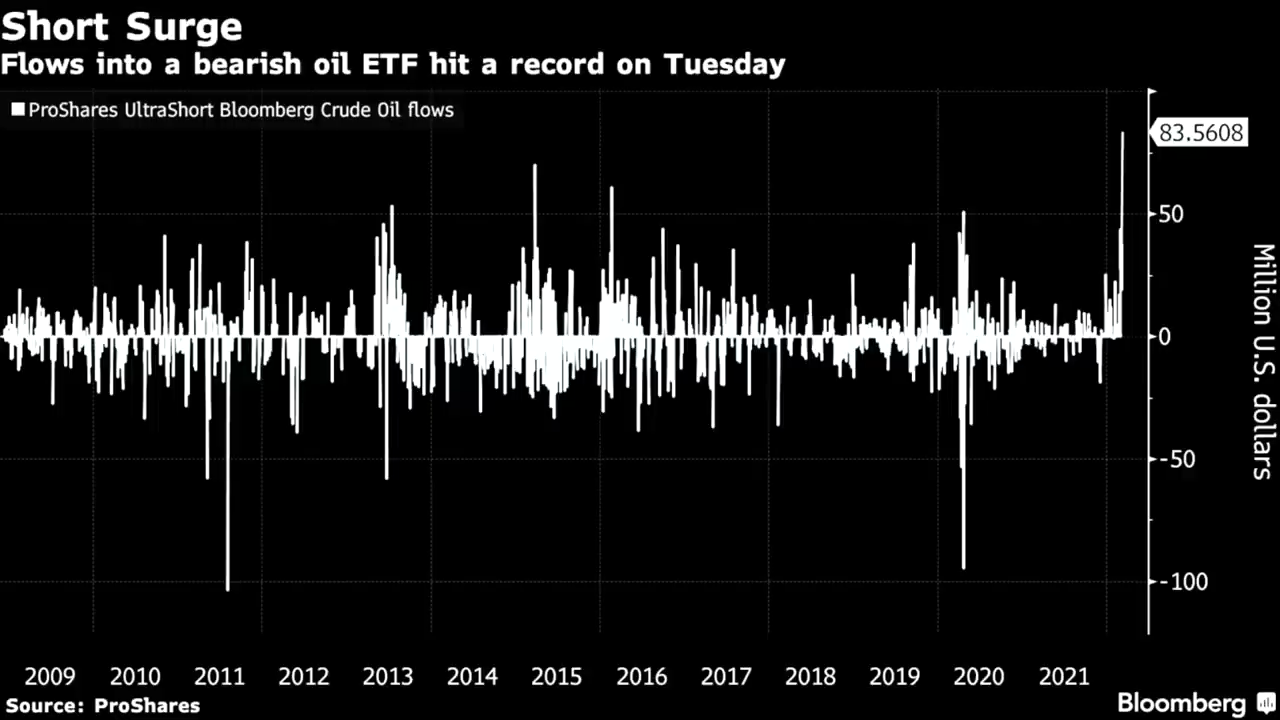 Short Surge
Flows into a bearish oil ETF hit a record on Tuesday
ProShares UltraShort Bloomberg Crude Oil flows
83.5608
50
0
-50
-100
Million U.S. dollars
2009 2010 2011 2012 2013 2014 2015 2016 2017 2018 2019 2020 2021
Source: ProShares
Bloomberg